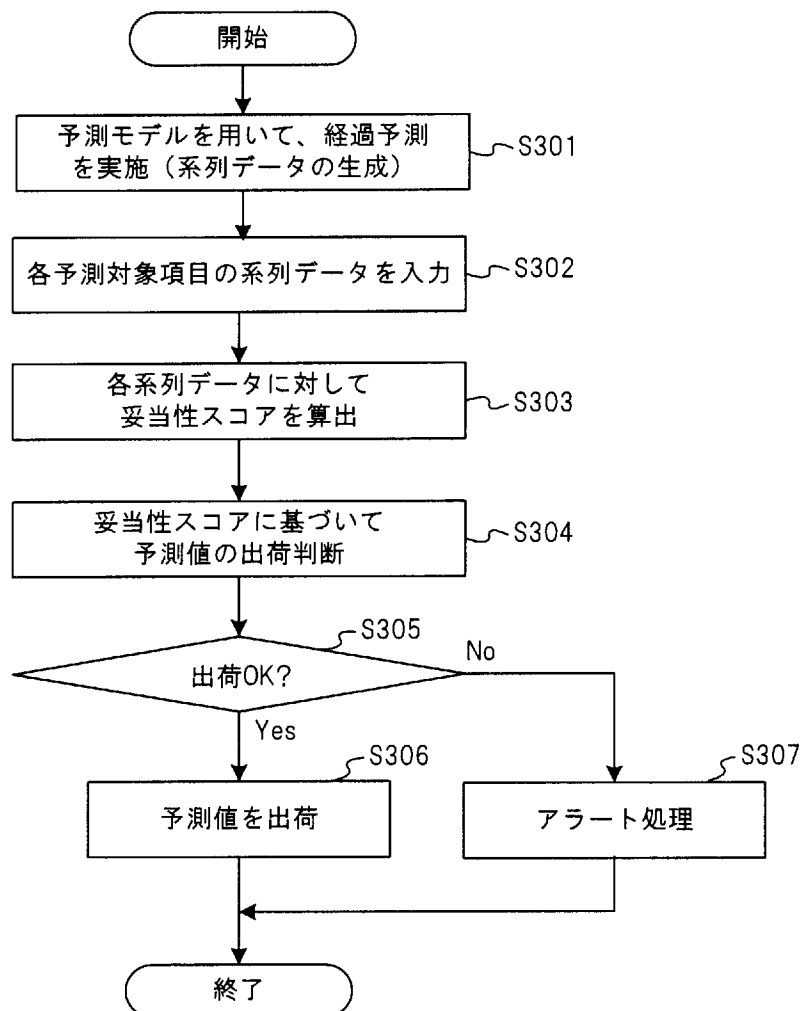 開始
予測モデルを用いて、経過予測
を実施（系列データの生成）
S301
各予測対象項目の系列データを入力
S302
各系列データに対して
妥当性スコアを算出
S303
妥当性スコアに基づいて
予測値の出荷判断
S304
S305
出荷OK?
No
Yes
S306
予測値を出荷
S307
アラート処理
終了